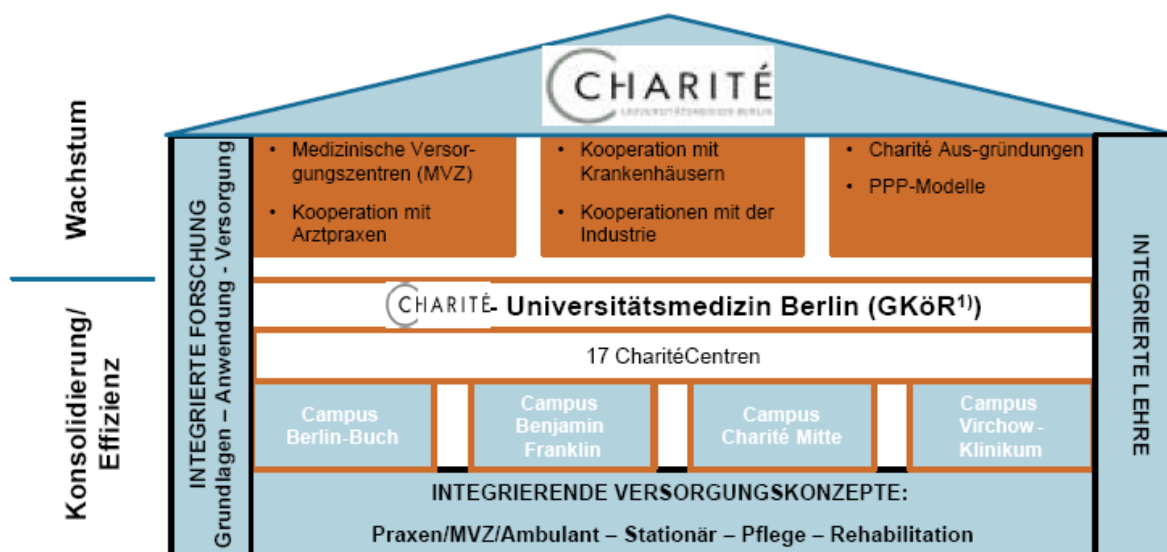 CHARITÉ
UNIVERSITÄTSMEDIZIN BERLIN
Wachstum
Konsolidierung/
Effizienz
INTEGRIERTE FORSCHUNG
Grundlagen – Anwendung - Versorgung
• Medizinische Versor-
gungszentren (MVZ)
• Kooperation mit
Arztpraxen
• Kooperation mit
Krankenhäusern
• Kooperationen mit der
Industrie
• Charité Aus-gründungen
• PPP-Modelle
CHARITÉ - Universitätsmedizin Berlin (GKöR¹⁾)
17 CharitéCentren
Campus
Berlin-Buch
Campus
Benjamin
Franklin
Campus
Charité Mitte
Campus
Virchow-
Klinikum
INTEGRIERENDE VERSORGUNGSKONZEPTE:
Praxen/MVZ/Ambulant – Stationär – Pflege – Rehabilitation
INTEGRIERTE LEHRE